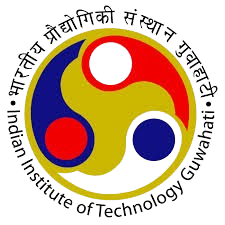 भारतीय प्रौद्योगिकी संस्थान गुवाहाटी
Indian Institute of Technology Guwahati